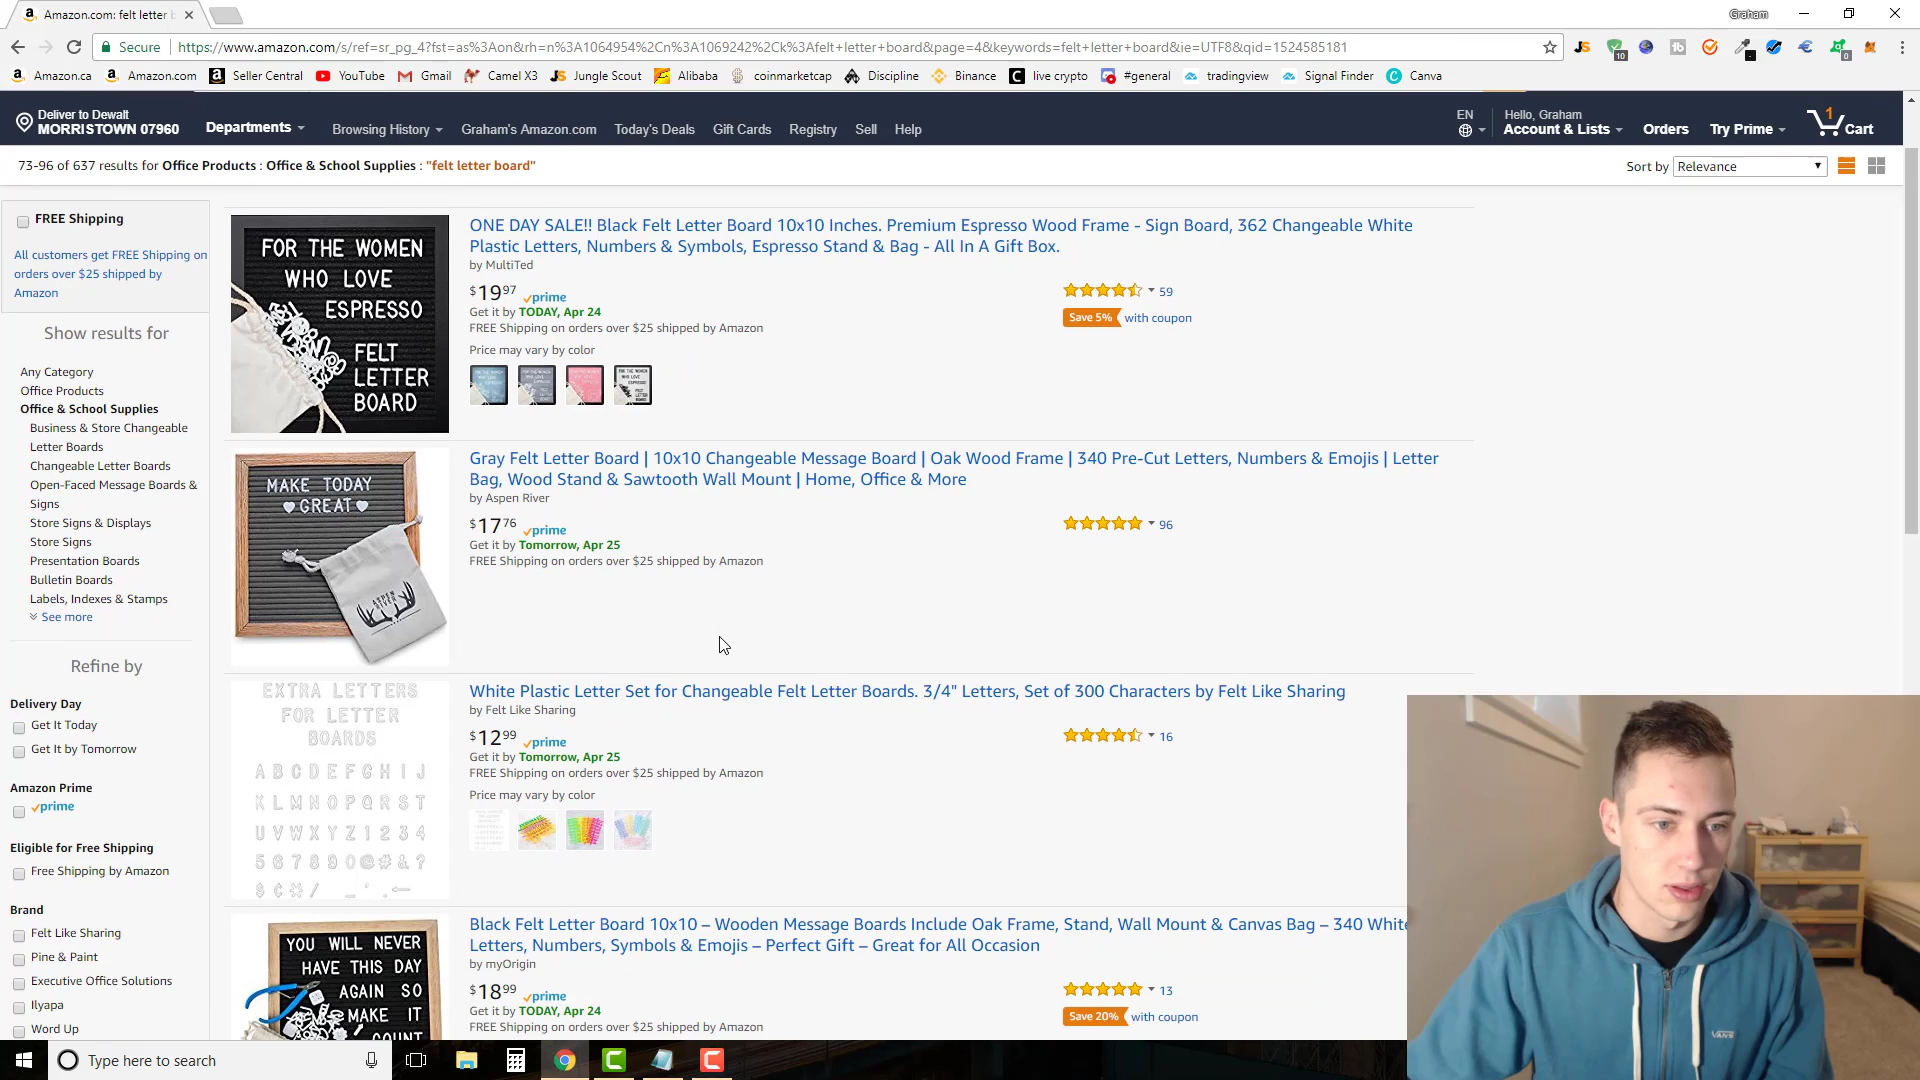 Amazon.com: felt letter b
Graham
Secure
https://www.amazon.com/s/ref=sr_pg_4?fst=as%3Aon&rh=n%3A1064954%2Cn%3A1069242%2Ck%3Afelt+letter+board&page=4&keywords=felt+letter+board&ie=UTF8&qid=1524585181
Amazon.ca Amazon.com Seller Central YouTube Gmail Camel X3 Jungle Scout Alibaba coinmarketcap Discipline Binance live crypto #general tradingview Signal Finder Canva
Deliver to Dewalt
MORRISTOWN 07960
Departments Browsing History Graham's Amazon.com Today's Deals Gift Cards Registry Sell Help
EN
Hello, Graham
Account & Lists
Orders
Try Prime
1
Cart
73-96 of 637 results for Office Products : Office & School Supplies : "felt letter board"
Sort by Relevance
FREE Shipping
All customers get FREE Shipping on
orders over $25 shipped by
Amazon
Show results for
Any Category
Office Products
Office & School Supplies
Business & Store Changeable
Letter Boards
Changeable Letter Boards
Open-Faced Message Boards &
Signs
Store Signs & Displays
Store Signs
Presentation Boards
Bulletin Boards
Labels, Indexes & Stamps
See more
Refine by
Delivery Day
Get It Today
Get It by Tomorrow
Amazon Prime
prime
Eligible for Free Shipping
Free Shipping by Amazon
Brand
Felt Like Sharing
Pine & Paint
Executive Office Solutions
Ilyapa
Word Up
FOR THE WOMEN
WHO LOVE
ESPRESSO
FELT
LETTER
BOARD
ONE DAY SALE!! Black Felt Letter Board 10x10 Inches. Premium Espresso Wood Frame - Sign Board, 362 Changeable White
Plastic Letters, Numbers & Symbols, Espresso Stand & Bag - All In A Gift Box.
by MultiTed
$19 97 prime
Get it by TODAY, Apr 24
FREE Shipping on orders over $25 shipped by Amazon
Price may vary by color
59
Save 5% with coupon
MAKE TODAY
GREAT
ASPEN
RIVER
Gray Felt Letter Board | 10x10 Changeable Message Board | Oak Wood Frame | 340 Pre-Cut Letters, Numbers & Emojis | Letter
Bag, Wood Stand & Sawtooth Wall Mount | Home, Office & More
by Aspen River
$17 76 prime
Get it by Tomorrow, Apr 25
FREE Shipping on orders over $25 shipped by Amazon
96
EXTRA LETTERS
FOR LETTER
BOARDS
A B C D E F G H I J
K L M N O P Q R S T
U V W X Y Z 1 2 3 4
5 6 7 8 9 0 @ # & ?
White Plastic Letter Set for Changeable Felt Letter Boards. 3/4" Letters, Set of 300 Characters by Felt Like Sharing
by Felt Like Sharing
$12 99 prime
Get it by Tomorrow, Apr 25
FREE Shipping on orders over $25 shipped by Amazon
Price may vary by color
16
YOU WILL NEVER
HAVE THIS DAY
AGAIN SO
MAKE IT
COUNT
Black Felt Letter Board 10x10 – Wooden Message Boards Include Oak Frame, Stand, Wall Mount & Canvas Bag – 340 White
Letters, Numbers, Symbols & Emojis – Perfect Gift – Great for All Occasion
by myOrigin
$18 99 prime
Get it by TODAY, Apr 24
FREE Shipping on orders over $25 shipped by Amazon
13
Save 20% with coupon
VANS
Type here to search